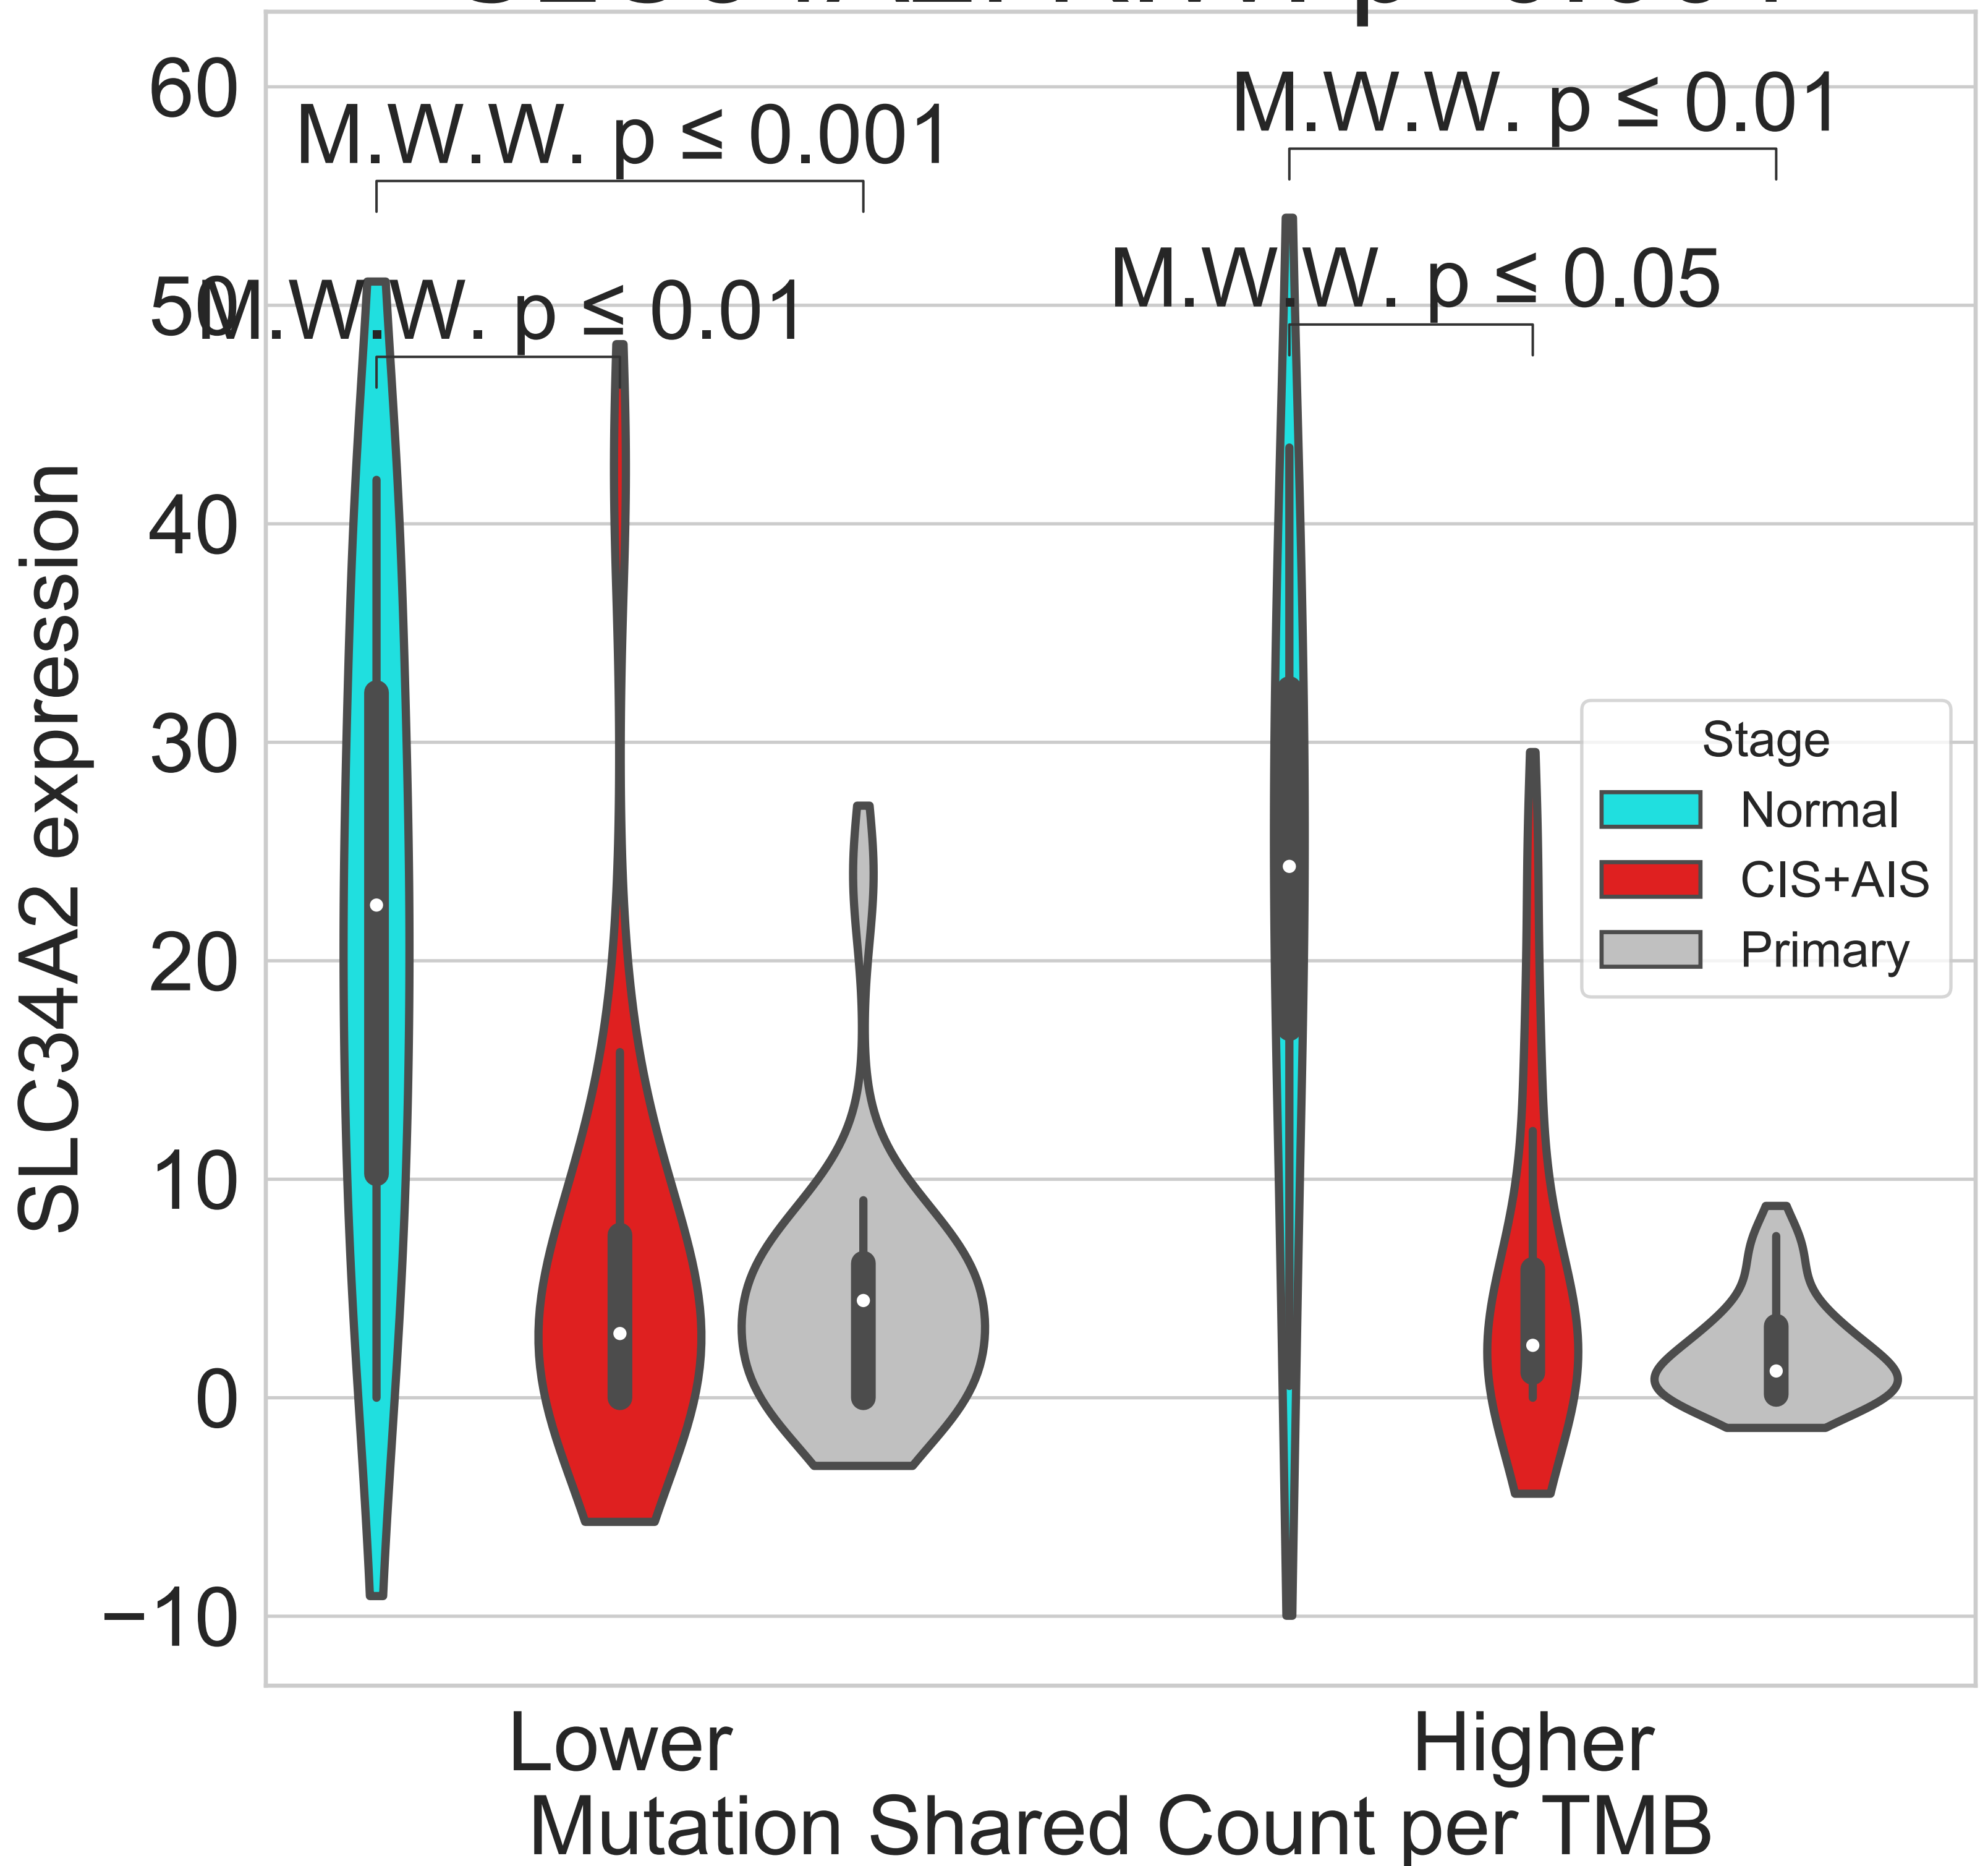 60
50
40
30
20
10
0
−10
SLC34A2 expression
M.W.W. p ≤ 0.001
M.W.W. p ≤ 0.01
M.W.W. p ≤ 0.01
M.W.W. p ≤ 0.05
Stage
Normal
CIS+AIS
Primary
Lower
Higher
Mutation Shared Count per TMB